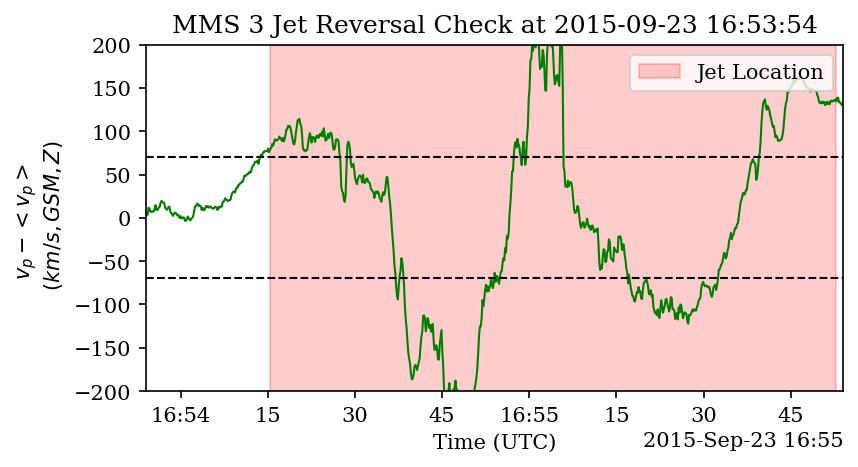 MMS 3 Jet Reversal Check at 2015-09-23 16:53:54
200
150
100
50
0
−50
−100
−150
−200
v_p − < v_p >
(km/s, GSM, Z)
Jet Location
16:54 15 30 45 16:55 15 30 45
Time (UTC)
2015-Sep-23 16:55